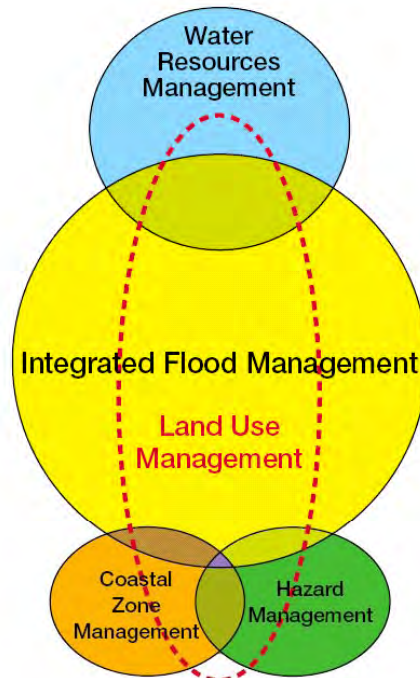 Water
Resources
Management
Integrated Flood Management
Land Use
Management
Coastal
Zone
Management
Hazard
Management